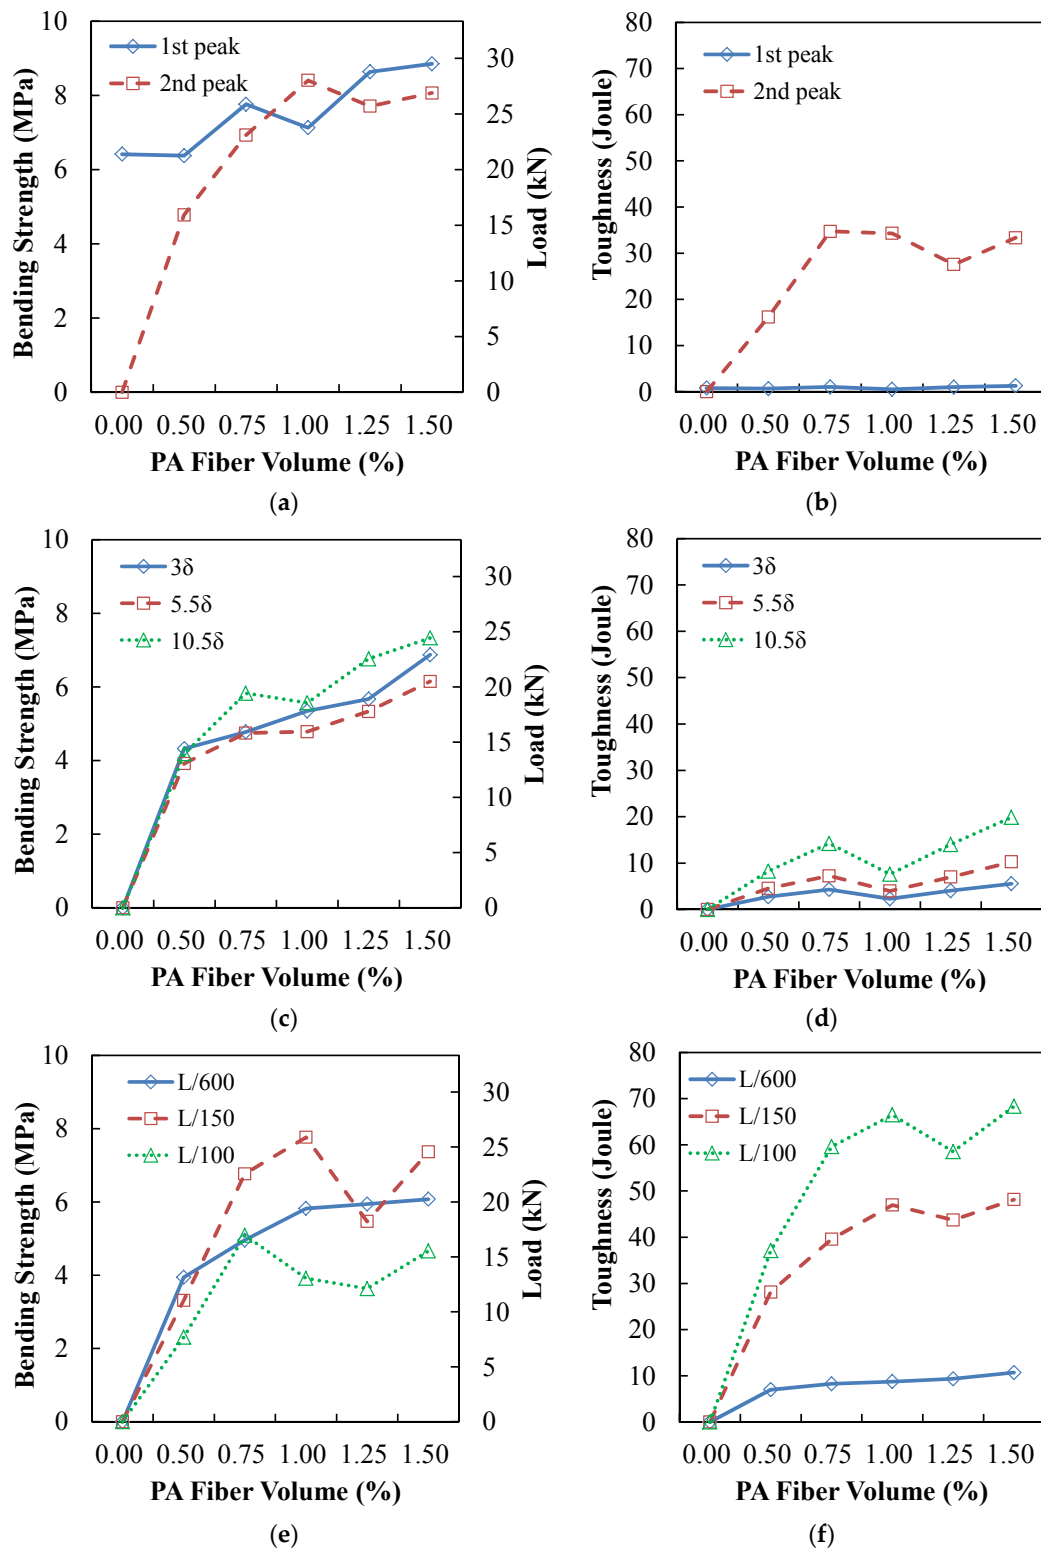 10
8
6
4
2
0
Bending Strength (MPa)
1st peak
2nd peak
30
25
20
15
10
5
0
Load (kN)
0.00 0.50 0.75 1.00 1.25 1.50
PA Fiber Volume (%)
(a)
80
70
60
50
40
30
20
10
0
Toughness (Joule)
1st peak
2nd peak
0.00 0.50 0.75 1.00 1.25 1.50
PA Fiber Volume (%)
(b)
10
8
6
4
2
0
Bending Strength (MPa)
3δ
5.5δ
10.5δ
30
25
20
15
10
5
0
Load (kN)
0.00 0.50 0.75 1.00 1.25 1.50
PA Fiber Volume (%)
(c)
80
70
60
50
40
30
20
10
0
Toughness (Joule)
3δ
5.5δ
10.5δ
0.00 0.50 0.75 1.00 1.25 1.50
PA Fiber Volume (%)
(d)
10
8
6
4
2
0
Bending Strength (MPa)
L/600
L/150
L/100
30
25
20
15
10
5
0
Load (kN)
0.00 0.50 0.75 1.00 1.25 1.50
PA Fiber Volume (%)
(e)
80
70
60
50
40
30
20
10
0
Toughness (Joule)
L/600
L/150
L/100
0.00 0.50 0.75 1.00 1.25 1.50
PA Fiber Volume (%)
(f)